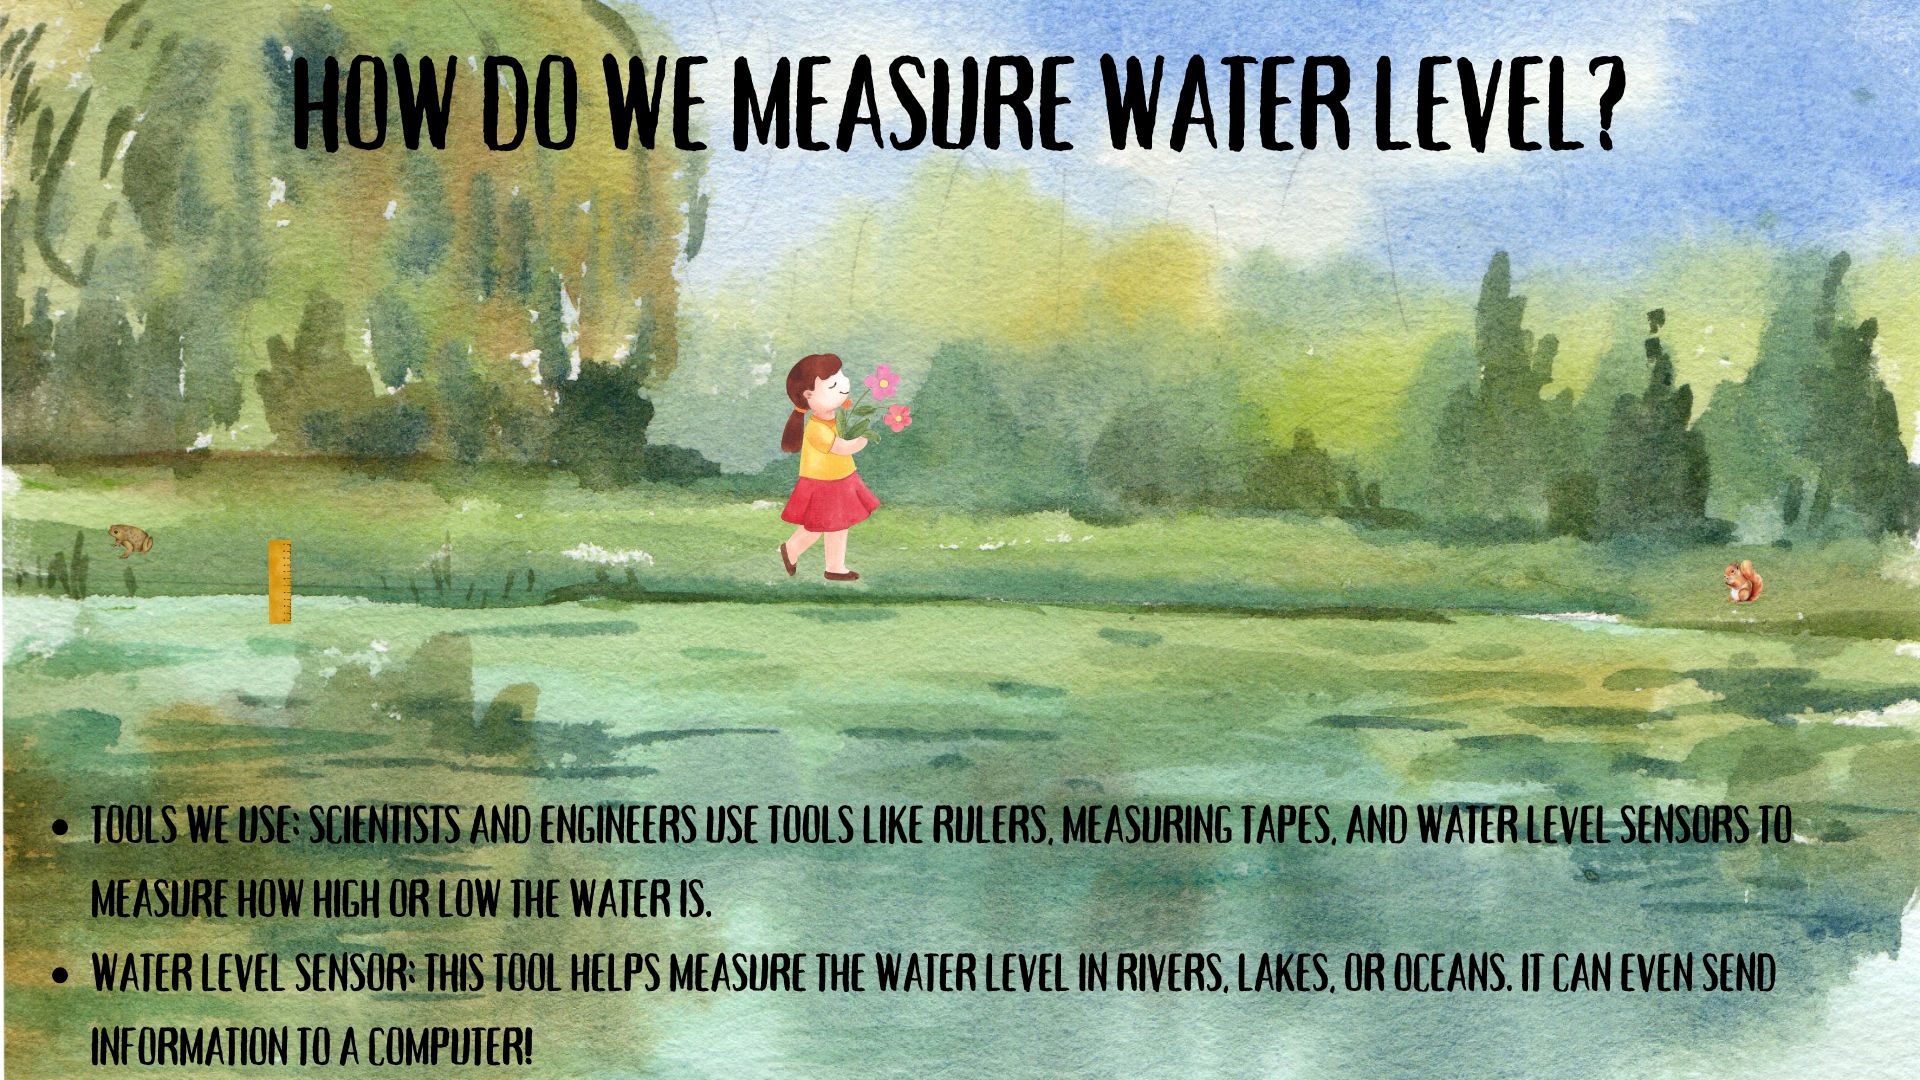 HOW DO WE MEASURE WATER LEVEL?
• TOOLS WE USE: SCIENTISTS AND ENGINEERS USE TOOLS LIKE RULERS, MEASURING TAPES, AND WATER LEVEL SENSORS TO
MEASURE HOW HIGH OR LOW THE WATER IS.
• WATER LEVEL SENSOR: THIS TOOL HELPS MEASURE THE WATER LEVEL IN RIVERS, LAKES, OR OCEANS. IT CAN EVEN SEND
INFORMATION TO A COMPUTER!